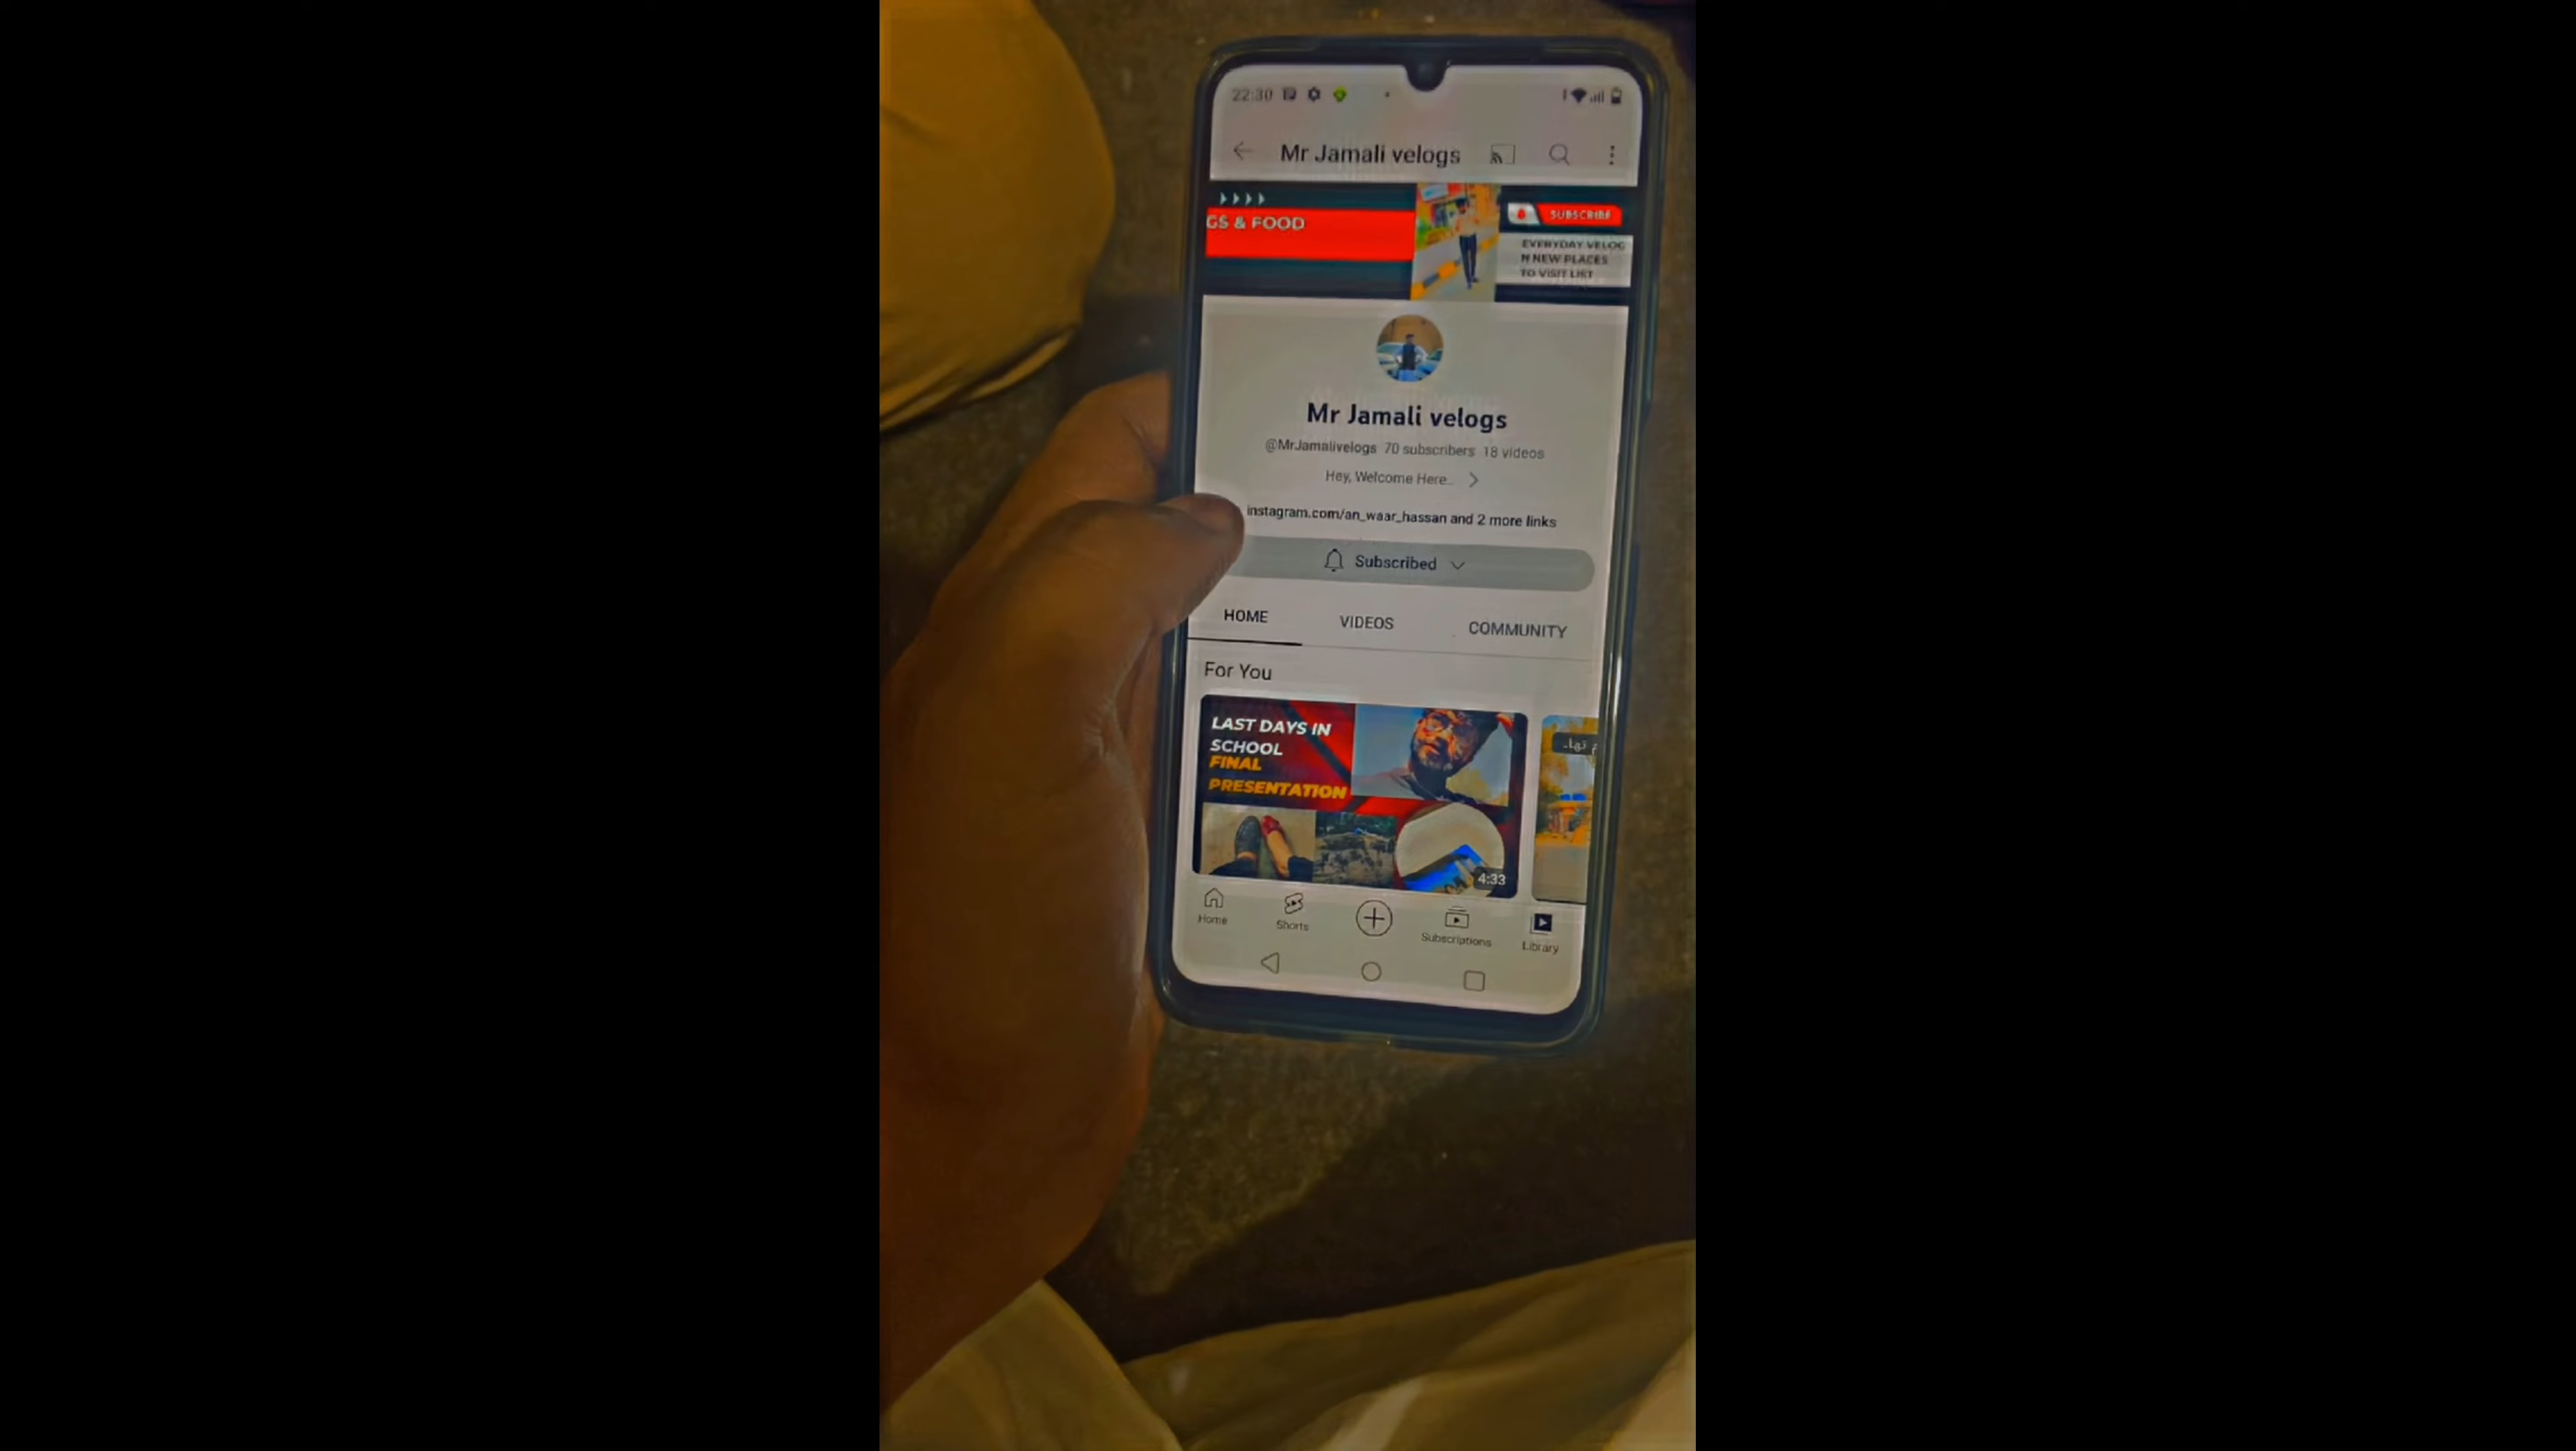 22:30
Mr Jamali velogs
GS & FOOD
SUBSCRIBE
EVERYDAY VELOG
N NEW PLACES
TO VISIT LIST
Mr Jamali velogs
@MrJamalivelogs 70 subscribers 18 videos
Hey, Welcome Here..
instagram.com/an_waar_hassan and 2 more links
Subscribed
HOME VIDEOS COMMUNITY
For You
LAST DAYS IN
SCHOOL
FINAL
PRESENTATION
4:33
Home Shorts Subscriptions Library